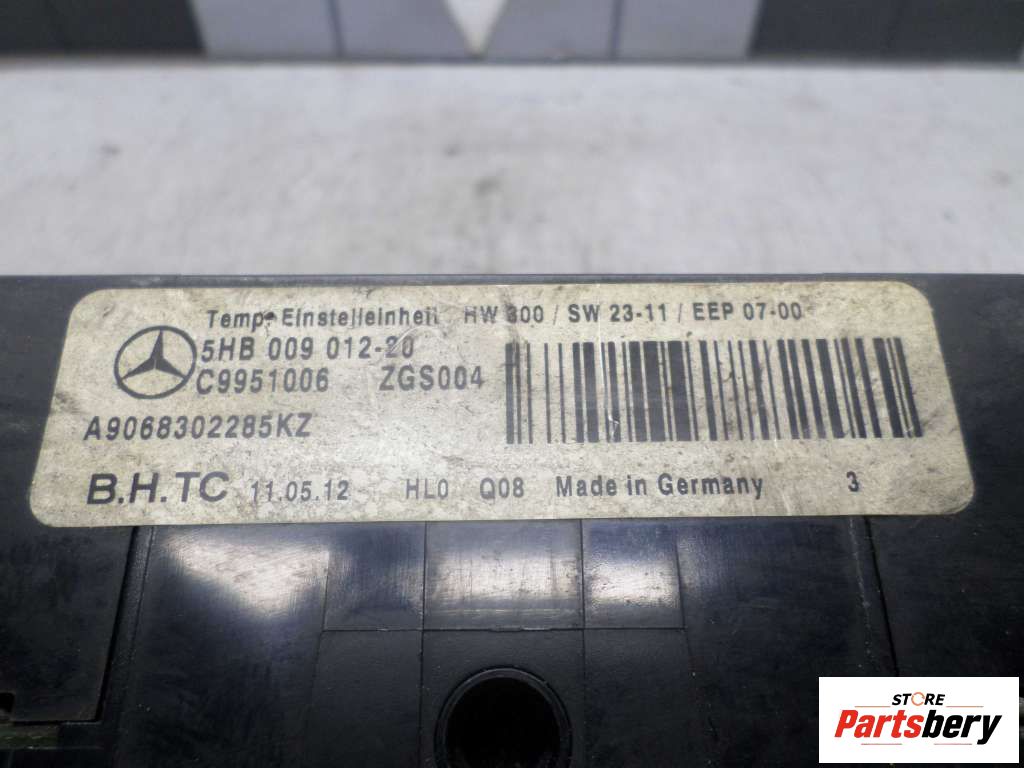 Temp- Einstelleinheit HW 300 / SW 23-11 / EEP 07-00
5HB 009 012-20
C9951006 ZGS004
A9068302285KZ
B.H.TC 11.05.12 HL0 Q08 Made in Germany 3
STORE
Partsbery